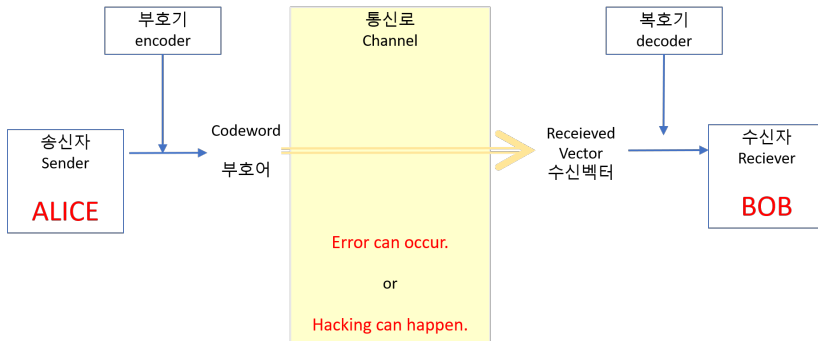 부호기
encoder
통신로
Channel
복호기
decoder
송신자
Sender
ALICE
Codeword
부호어
Error can occur.
or
Hacking can happen.
Receieved
Vector
수신벡터
수신자
Reciever
BOB